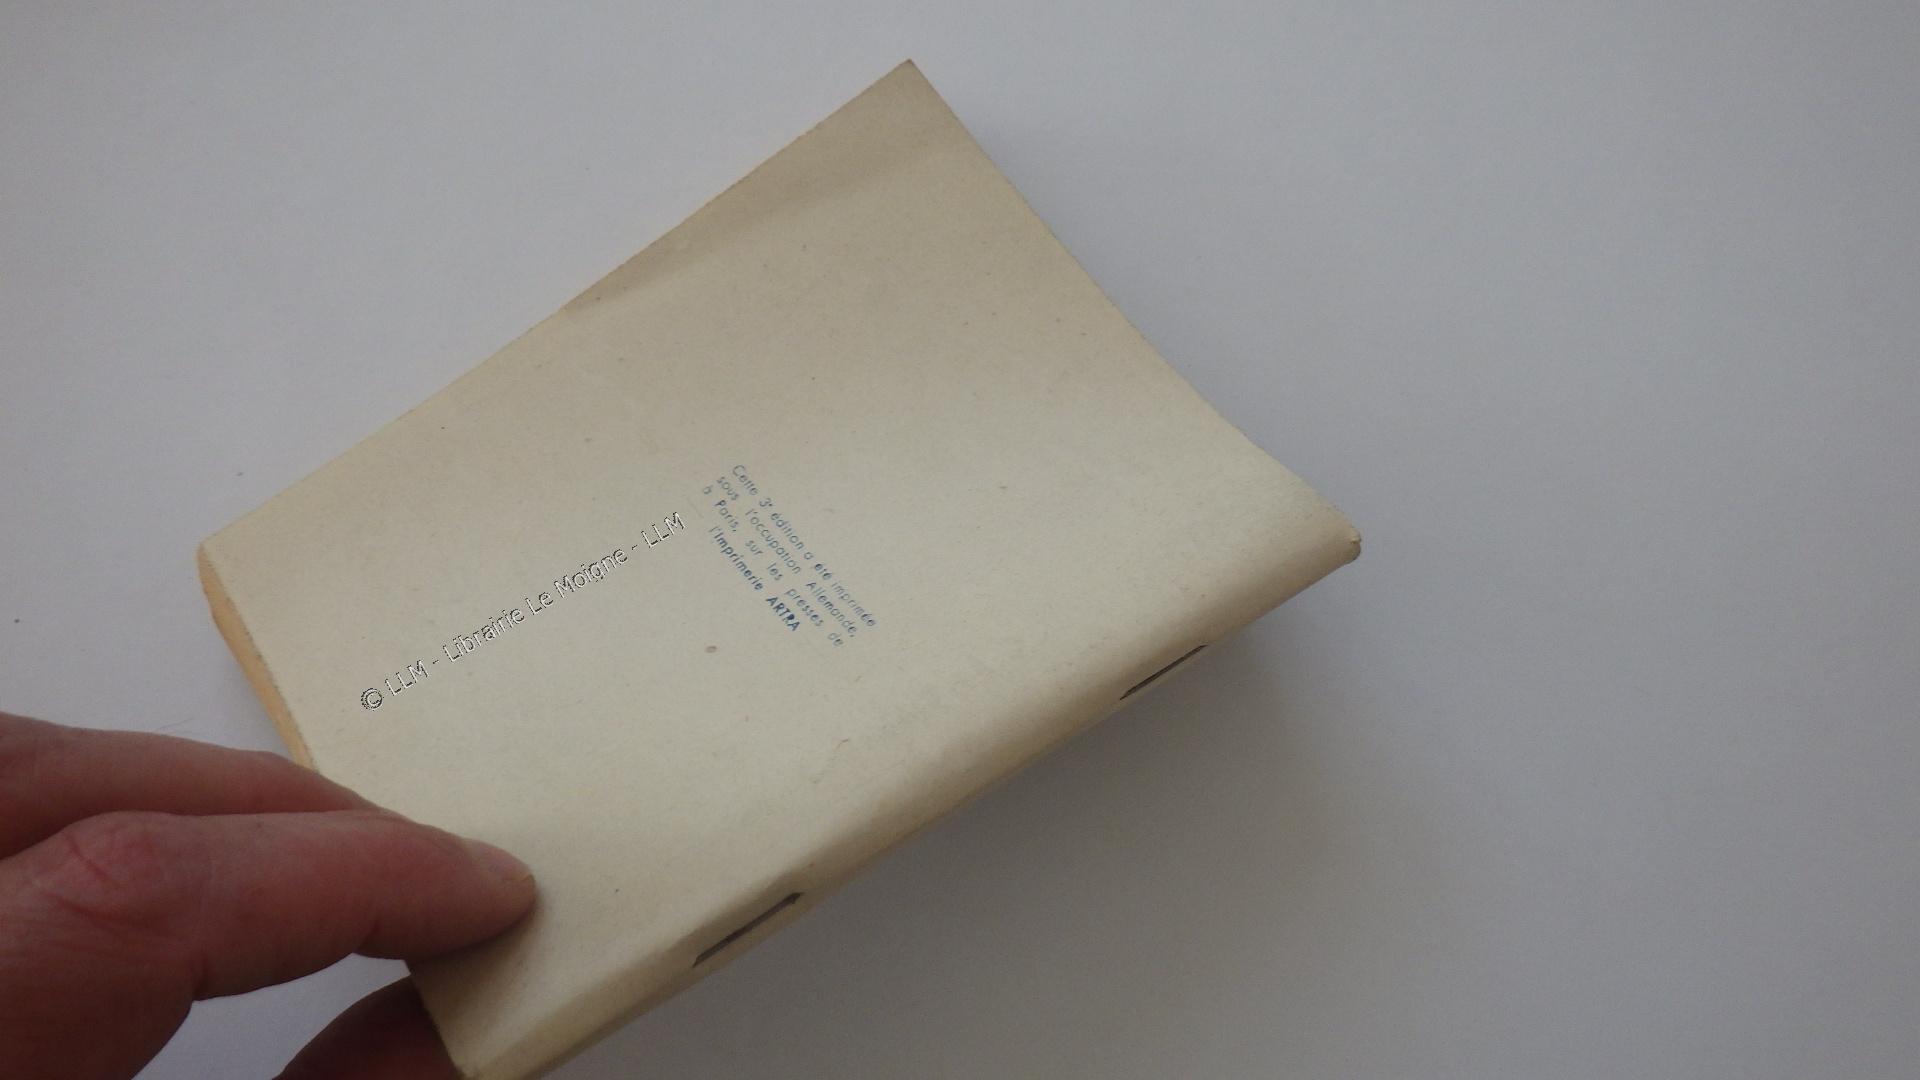 Cette 3e édition a été imprimée
sous l'occupation Allemande,
à Paris, sur les presses de
l'Imprimerie ARTRA
© LLM - Librairie Le Moigne - LLM